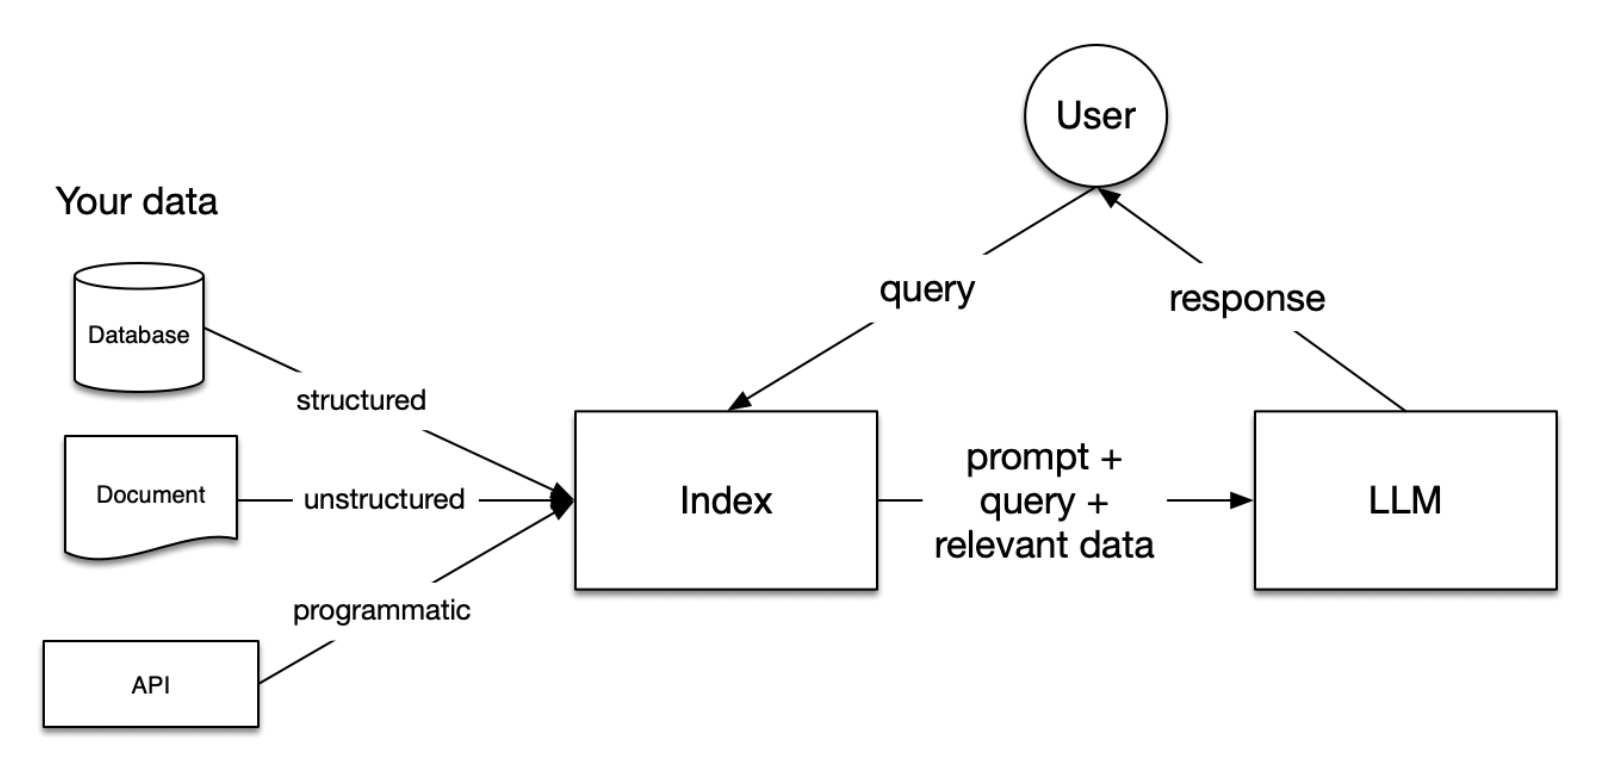 User
Your data
Database
query
response
structured
Document
unstructured
Index
prompt +
query +
relevant data
LLM
programmatic
API